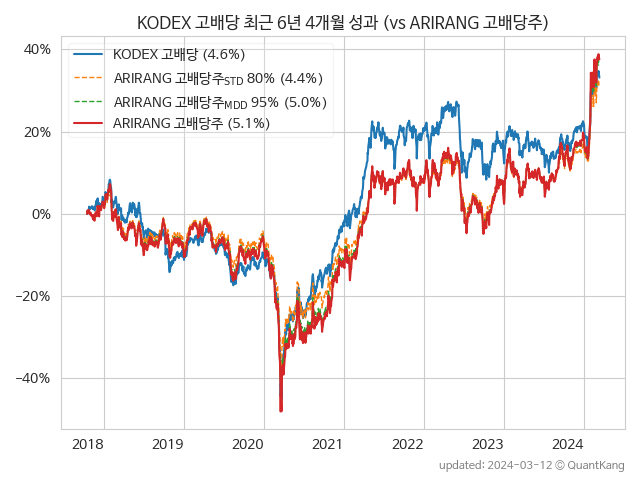 KODEX 고배당 최근 6년 4개월 성과 (vs ARIRANG 고배당주)
KODEX 고배당 (4.6%)
ARIRANG 고배당주STD 80% (4.4%)
ARIRANG 고배당주MDD 95% (5.0%)
ARIRANG 고배당주 (5.1%)
40%
20%
0%
−20%
−40%
2018 2019 2020 2021 2022 2023 2024
updated: 2024-03-12 ⓒ QuantKang